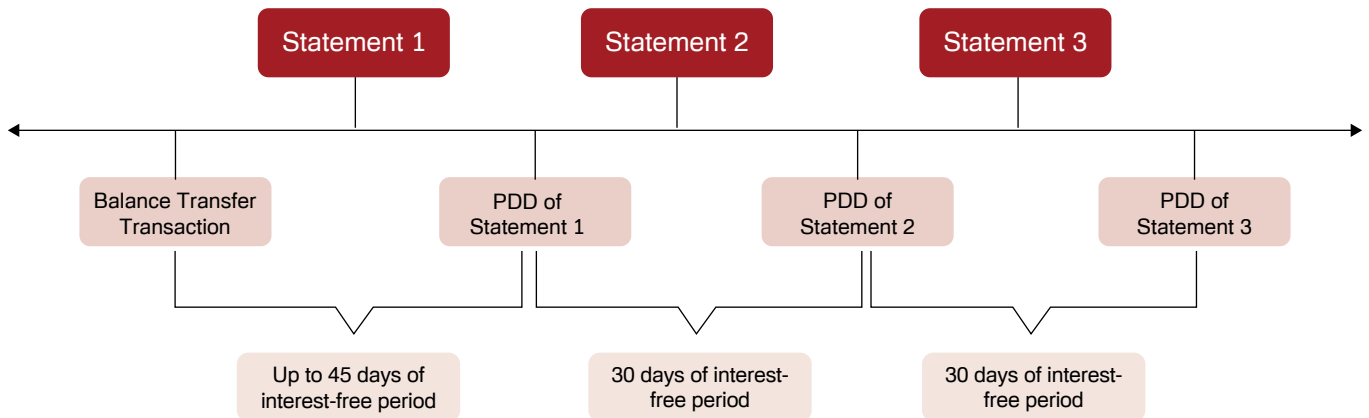 Statement 1
Statement 2
Statement 3
Balance Transfer
Transaction
PDD of
Statement 1
PDD of
Statement 2
PDD of
Statement 3
Up to 45 days of
interest-free period
30 days of interest-
free period
30 days of interest-
free period